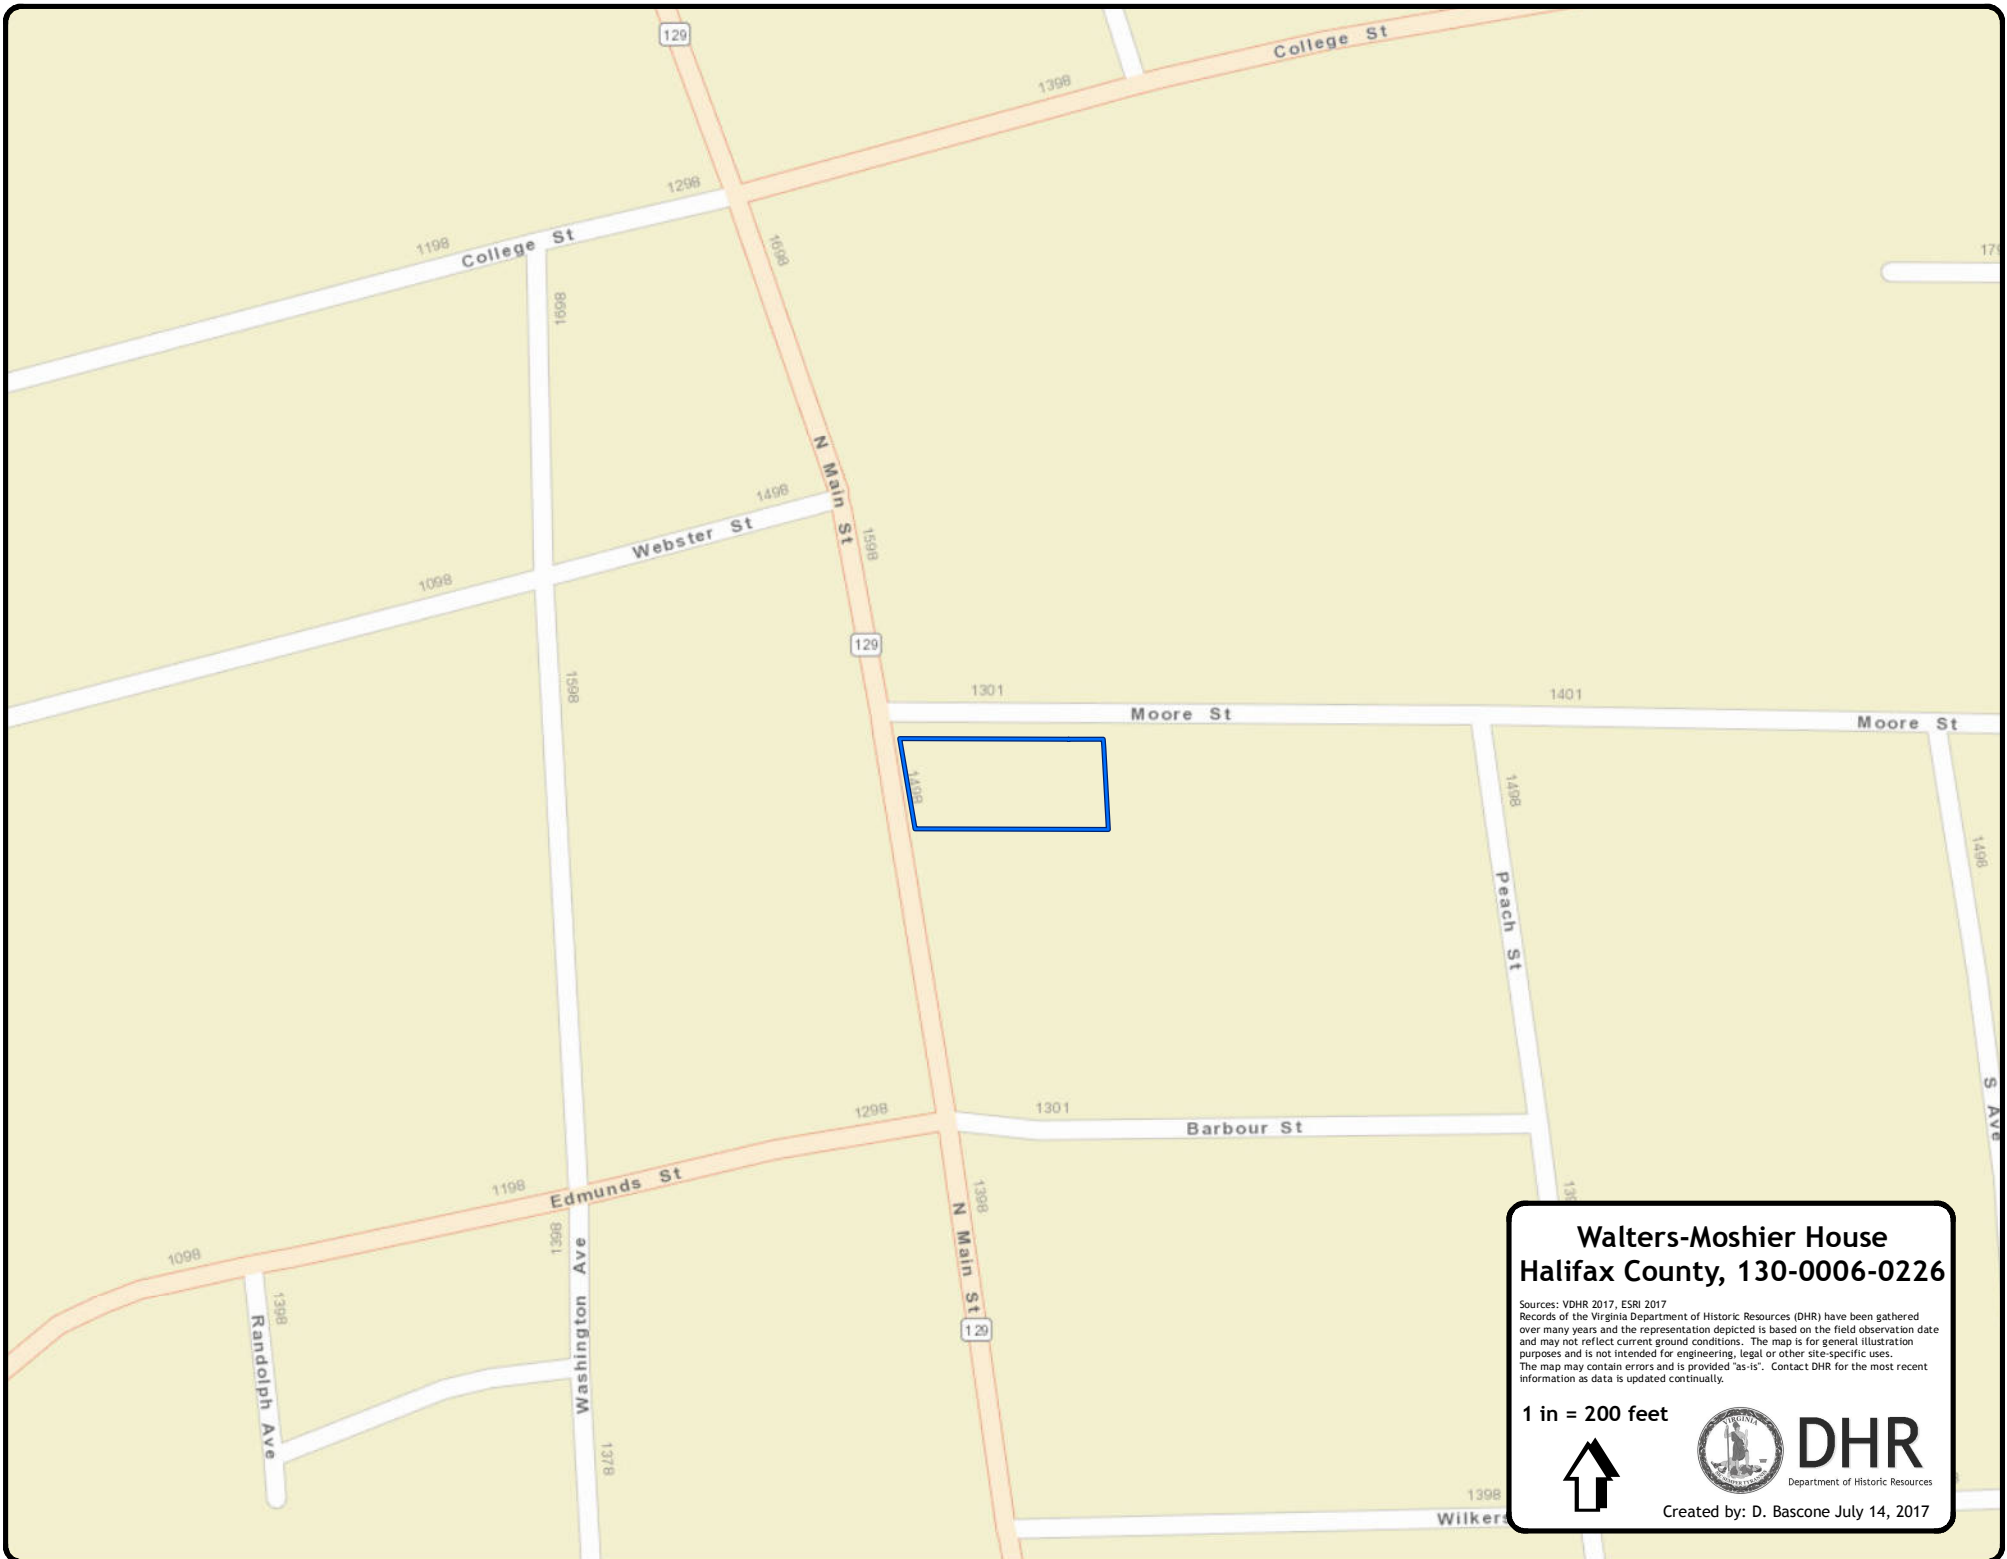 129
College St
1398
1298
1198
College St
1698
1698
N Main St
1498
Webster St
1598
1098
129
1598
1301
1401
Moore St
Moore St
1498
1498
1498
Peach St
S Ave
1298
1301
Barbour St
1198
Edmunds St
1398
N Main St
1398
1098
Washington Ave
1398
Randolph Ave
129
1378
1398
Walters-Moshier House
Halifax County, 130-0006-0226
Sources: VDHR 2017, ESRI 2017
Records of the Virginia Department of Historic Resources (DHR) have been gathered
over many years and the representation depicted is based on the field observation date
and may not reflect current ground conditions. The map is for general illustration
purposes and is not intended for engineering, legal or other site-specific uses.
The map may contain errors and is provided "as-is". Contact DHR for the most recent
information as data is updated continually.
1 in = 200 feet
VIRGINIA
DHR
Department of Historic Resources
Created by: D. Bascone July 14, 2017